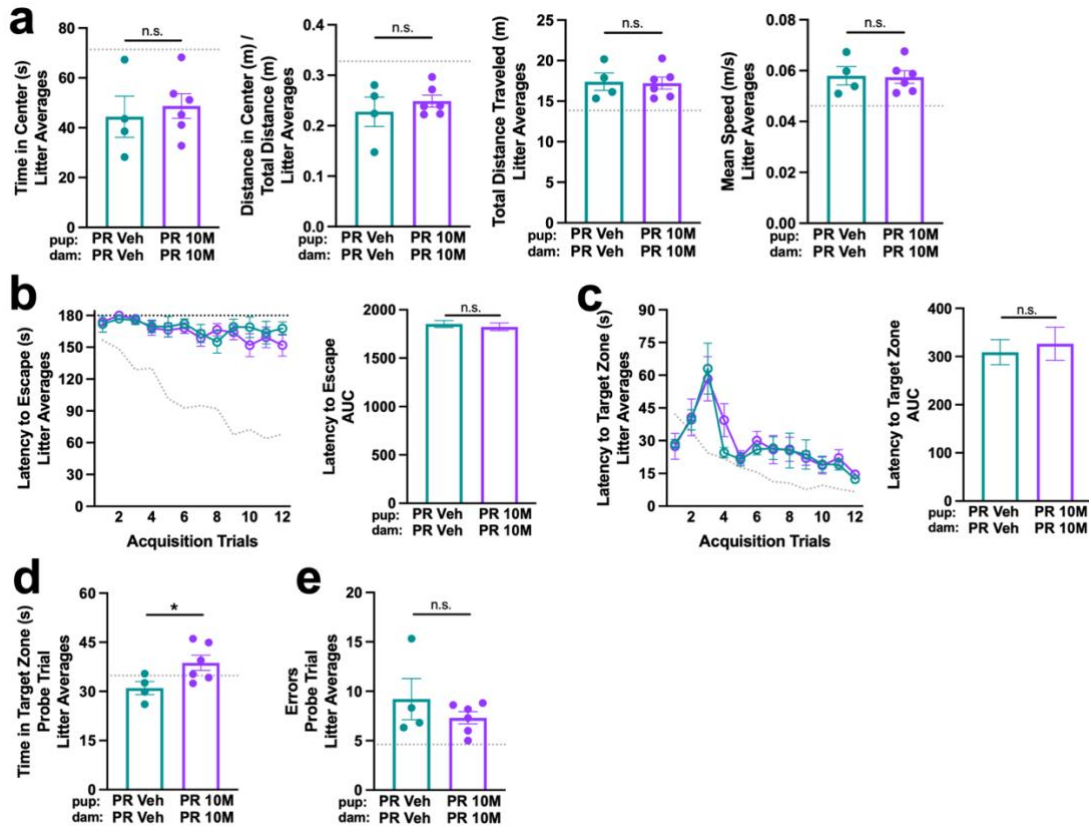 a
Time in Center (s)
Litter Averages
80
60
40
20
0
n.s.
pup: PR Veh PR 10M
dam: PR Veh PR 10M
Distance in Center (m) /
Total Distance (m)
Litter Averages
0.4
0.3
0.2
0.1
0.0
n.s.
PR Veh PR 10M
PR Veh PR 10M
Total Distance Traveled (m)
Litter Averages
25
20
15
10
5
0
n.s.
PR Veh PR 10M
PR Veh PR 10M
Mean Speed (m/s)
Litter Averages
0.08
0.06
0.04
0.02
0.00
n.s.
PR Veh PR 10M
PR Veh PR 10M
b
Latency to Escape (s)
Litter Averages
180
160
140
120
100
80
60
40
20
0
2 4 6 8 10 12
Acquisition Trials
Latency to Escape
AUC
2000
1500
1000
500
0
n.s.
pup: PR Veh PR 10M
dam: PR Veh PR 10M
c
Latency to Target Zone (s)
Litter Averages
90
75
60
45
30
15
0
2 4 6 8 10 12
Acquisition Trials
Latency to Target Zone
AUC
400
300
200
100
0
n.s.
pup: PR Veh PR 10M
dam: PR Veh PR 10M
d
Time in Target Zone (s)
Probe Trial
Litter Averages
60
45
30
15
0
*
pup: PR Veh PR 10M
dam: PR Veh PR 10M
e
Errors
Probe Trial
Litter Averages
20
15
10
5
0
n.s.
pup: PR Veh PR 10M
dam: PR Veh PR 10M